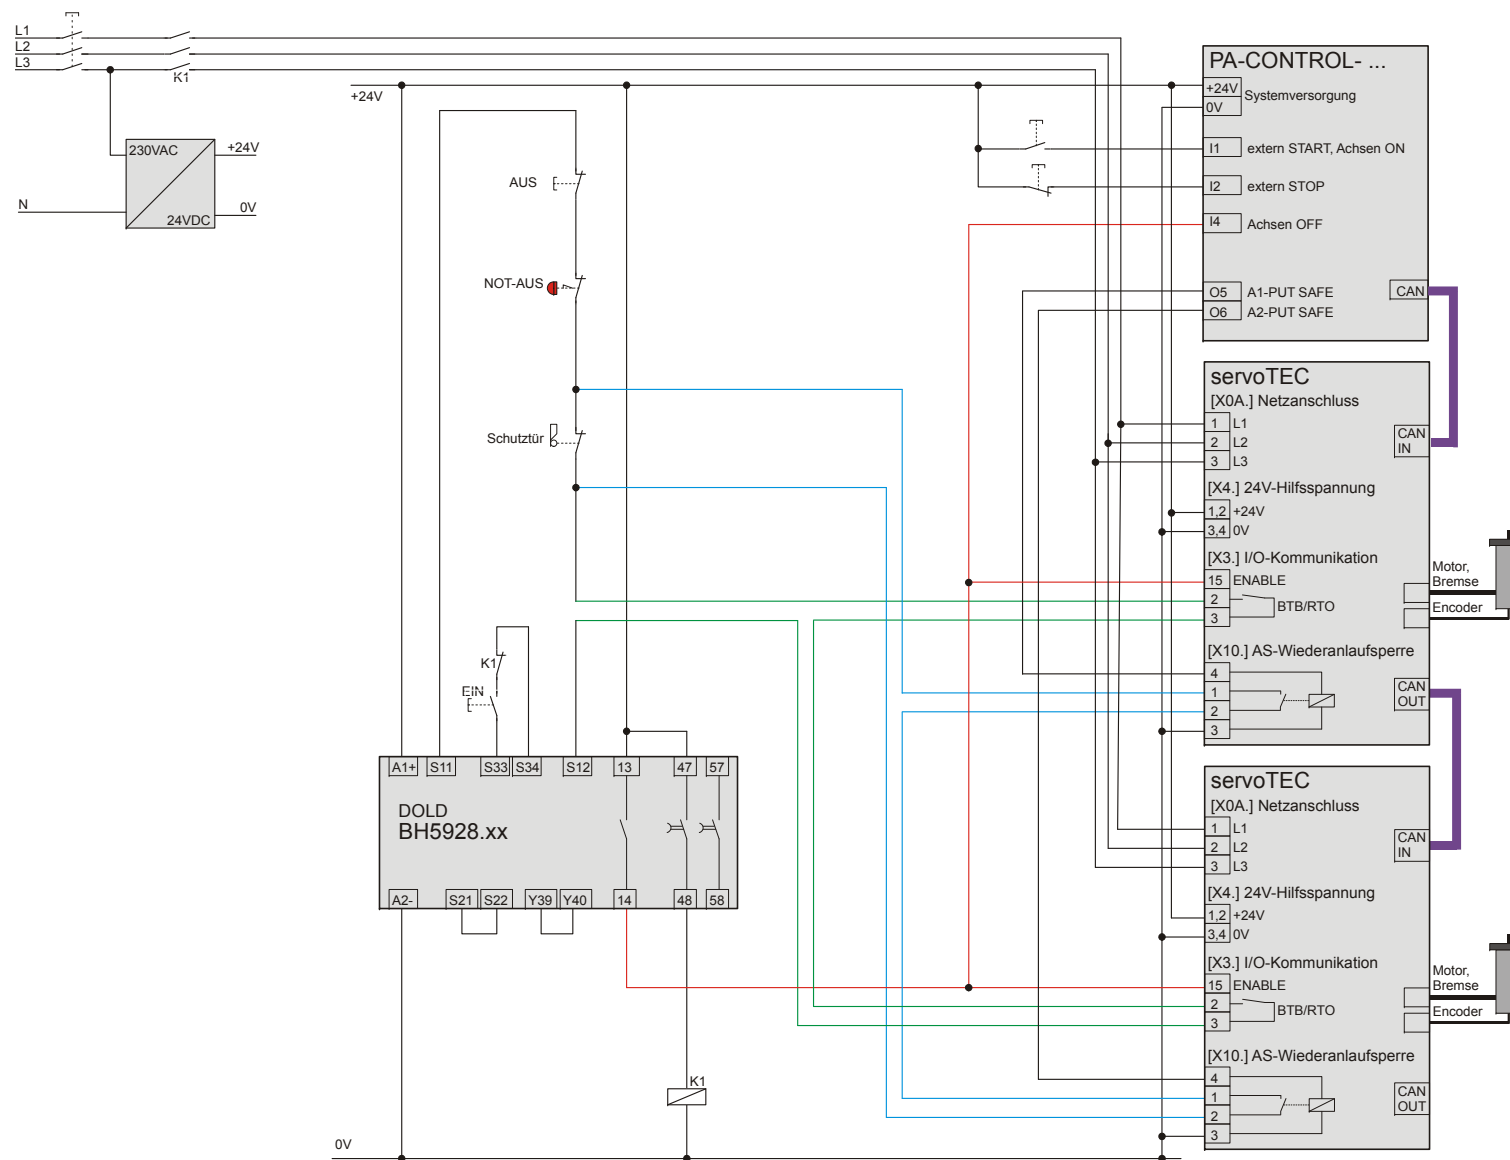 L1
L2
L3
K1
230VAC
24VDC
+24V
0V
N
+24V
AUS
NOT-AUS
Schutztür
K1
EIN
A1+ S11 S33 S34 S12 13 47 57
DOLD
BH5928.xx
A2- S21 S22 Y39 Y40 14 48 58
K1
0V
PA-CONTROL- ...
+24V
0V
Systemversorgung
I1 extern START, Achsen ON
I2 extern STOP
I4 Achsen OFF
O5 A1-PUT SAFE
O6 A2-PUT SAFE
CAN
servoTEC
[X0A.] Netzanschluss
1 L1
2 L2
3 L3
CAN
IN
[X4.] 24V-Hilfsspannung
1,2 +24V
3,4 0V
[X3.] I/O-Kommunikation
15 ENABLE
2
3
BTB/RTO
Motor,
Bremse
Encoder
[X10.] AS-Wiederanlaufsperre
4
1
2
3
CAN
OUT
servoTEC
[X0A.] Netzanschluss
1 L1
2 L2
3 L3
CAN
IN
[X4.] 24V-Hilfsspannung
1,2 +24V
3,4 0V
[X3.] I/O-Kommunikation
15 ENABLE
2
3
BTB/RTO
Motor,
Bremse
Encoder
[X10.] AS-Wiederanlaufsperre
4
1
2
3
CAN
OUT